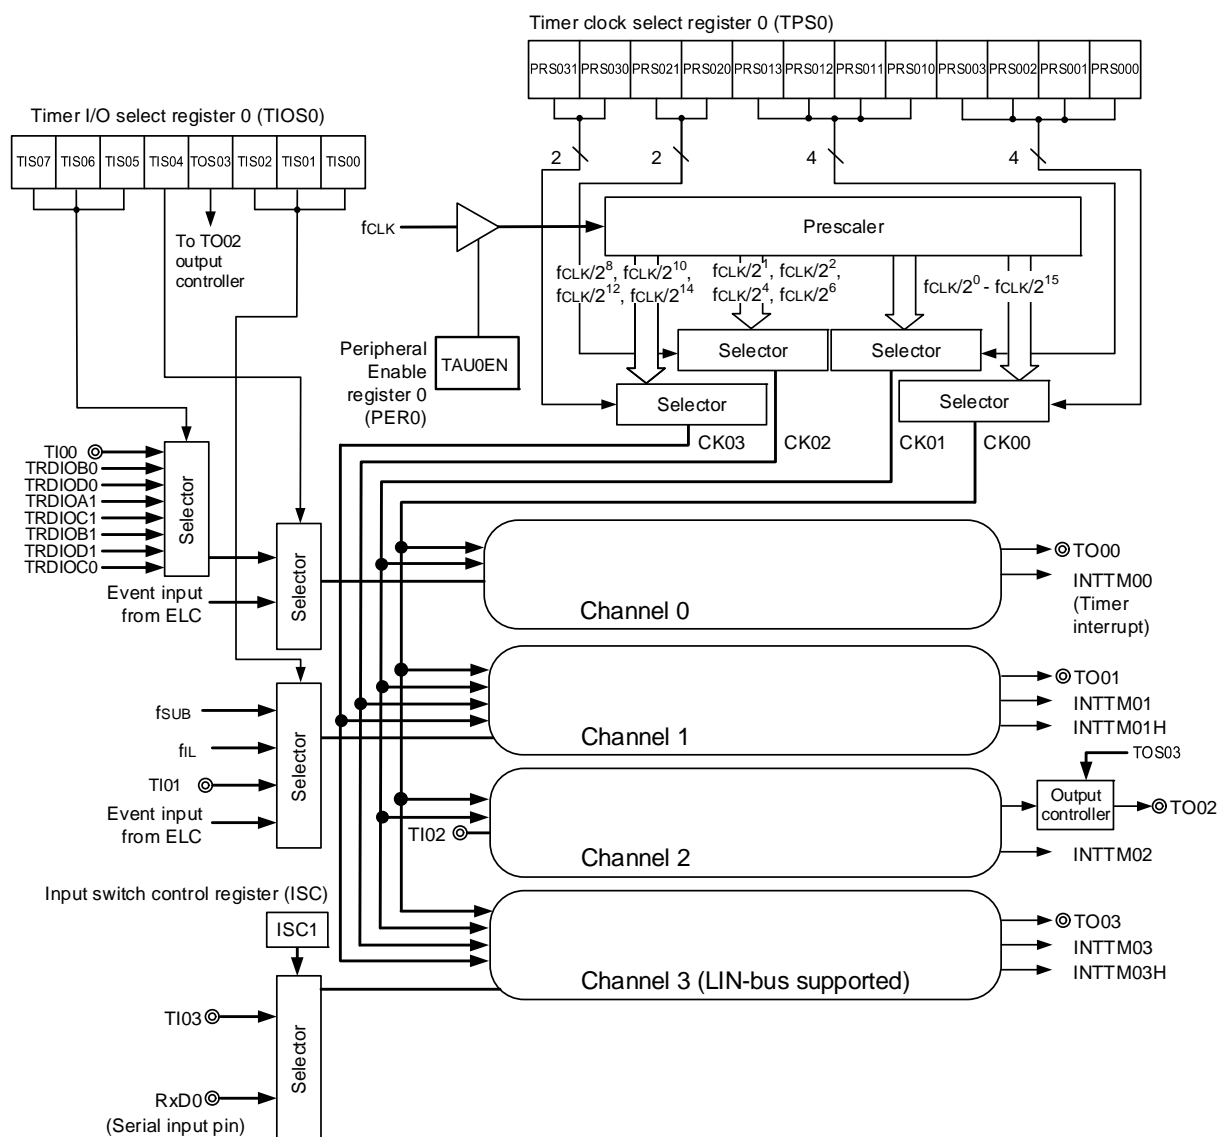 Timer clock select register 0 (TPS0)
PRS031 PRS030 PRS021 PRS020 PRS013 PRS012 PRS011 PRS010 PRS003 PRS002 PRS001 PRS000
2 2 4 4
Timer I/O select register 0 (TIOS0)
TIS07 TIS06 TIS05 TIS04 TOS03 TIS02 TIS01 TIS00
To TO02
output
controller
fCLK
Prescaler
fCLK/2^8, fCLK/2^10,
fCLK/2^12, fCLK/2^14
fCLK/2^1, fCLK/2^2,
fCLK/2^4, fCLK/2^6
fCLK/2^0 - fCLK/2^15
Peripheral
Enable
register 0
(PER0)
TAU0EN
Selector
Selector
Selector
Selector
CK03
CK02
CK01
CK00
TI00
TRDIOB0
TRDIOD0
TRDIOA1
TRDIOC1
TRDIOB1
TRDIOD1
TRDIOC0
Selector
Event input
from ELC
Selector
Channel 0
TO00
INTTM00
(Timer
interrupt)
fSUB
fIL
TI01
Event input
from ELC
Selector
Channel 1
TO01
INTTM01
INTTM01H
TI02
Channel 2
TOS03
Output
controller
TO02
INTTM02
Input switch control register (ISC)
ISC1
TI03
RxD0
(Serial input pin)
Selector
Channel 3 (LIN-bus supported)
TO03
INTTM03
INTTM03H